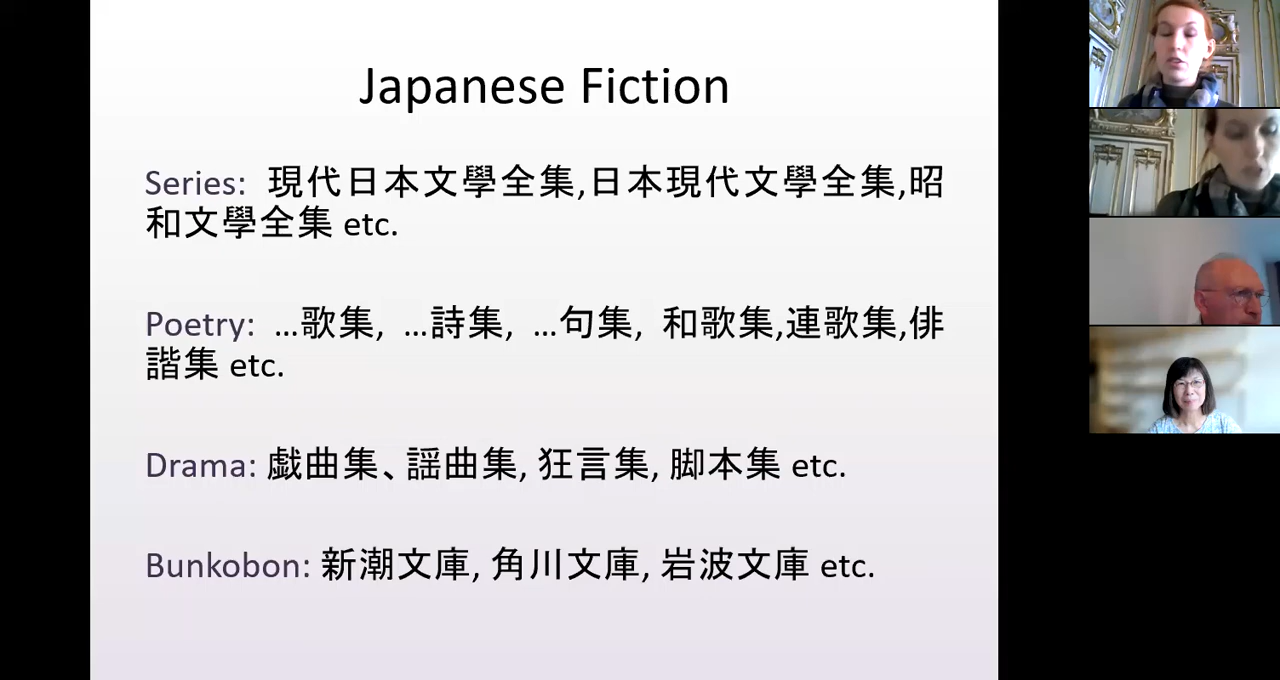 Japanese Fiction
Series: 現代日本文學全集,日本現代文學全集,昭
和文學全集 etc.
Poetry: …歌集, …詩集, …句集, 和歌集,連歌集,俳
諧集 etc.
Drama: 戯曲集、謡曲集, 狂言集, 脚本集 etc.
Bunkobon: 新潮文庫, 角川文庫, 岩波文庫 etc.